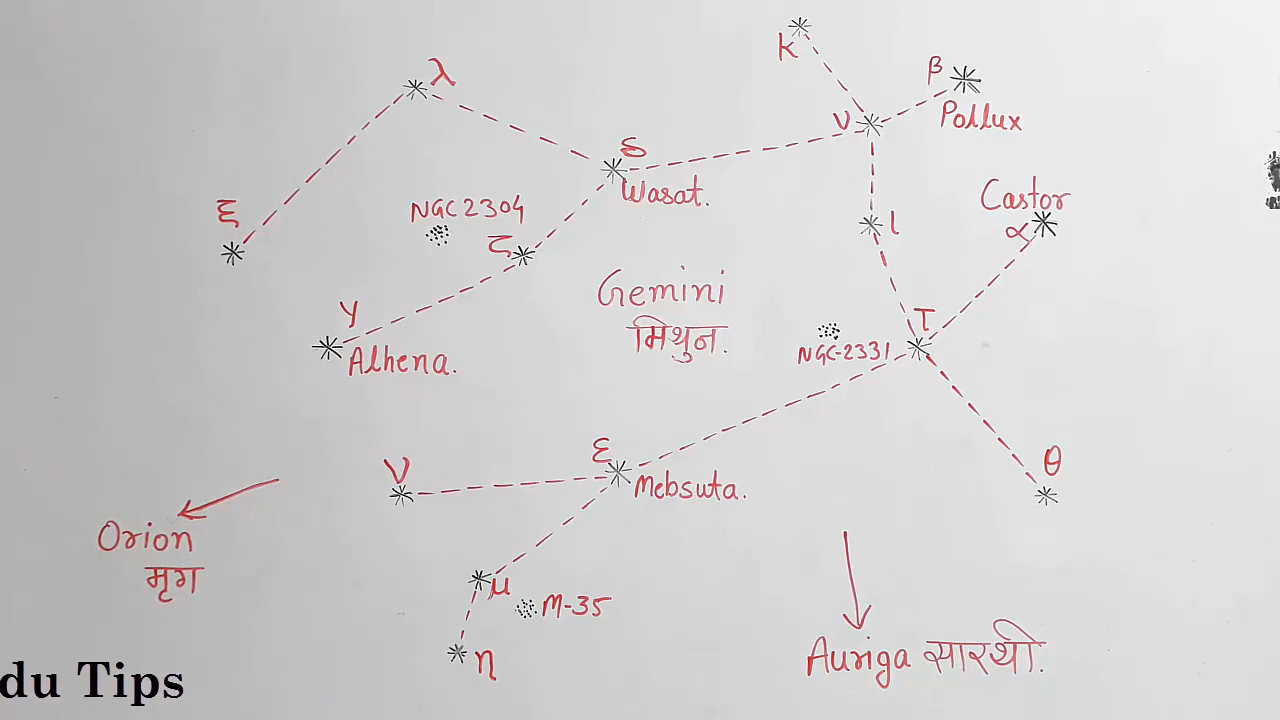 κ
β
λ
υ
Pollux
δ
Wasat.
Castor
α
ξ
NGC 2304
ζ
ι
Gemini
मिथुन.
γ
Alhena.
τ
NGC-2331
ε
Mebsuta.
ν
θ
Orion
मृग
μ
M-35
η
Auriga सारथी.
du Tips